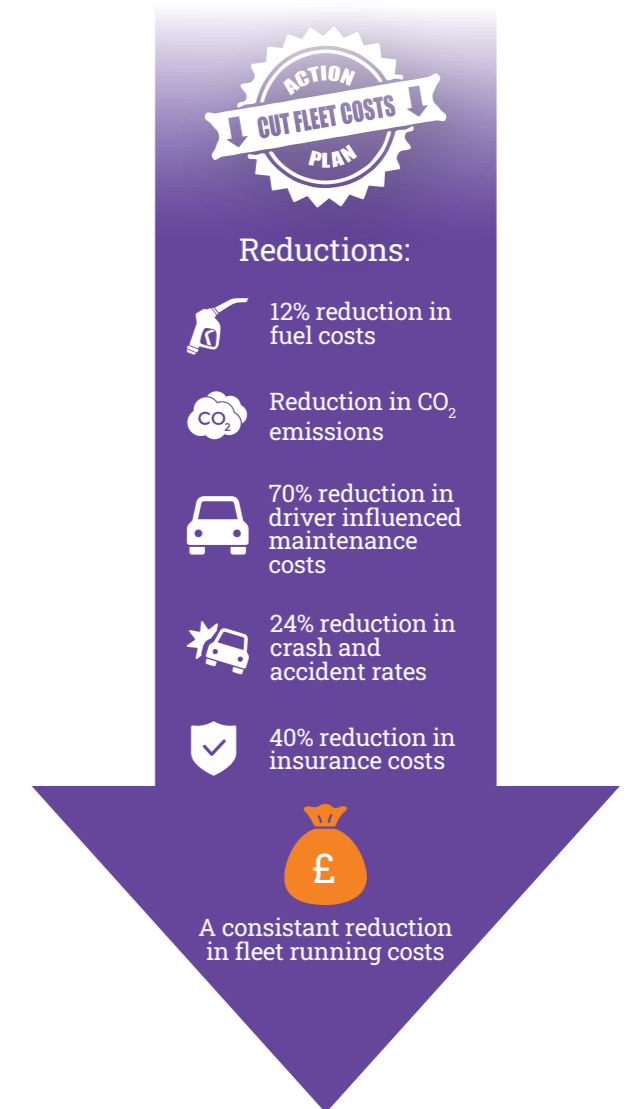 ACTION
CUT FLEET COSTS
PLAN
Reductions:
12% reduction in
fuel costs
CO₂
Reduction in CO₂
emissions
70% reduction in
driver influenced
maintenance
costs
24% reduction in
crash and
accident rates
40% reduction in
insurance costs
£
A consistant reduction
in fleet running costs